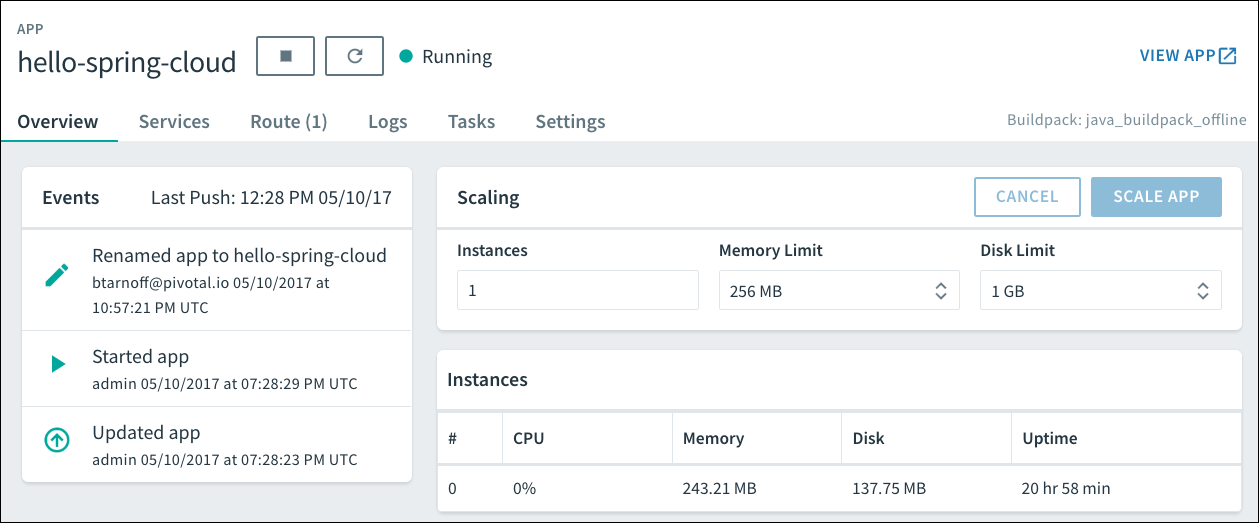 APP
hello-spring-cloud
Running
VIEW APP
Overview Services Route (1) Logs Tasks Settings
Buildpack: java_buildpack_offline
Events Last Push: 12:28 PM 05/10/17
Renamed app to hello-spring-cloud
btarnoff@pivotal.io 05/10/2017 at
10:57:21 PM UTC
Started app
admin 05/10/2017 at 07:28:29 PM UTC
Updated app
admin 05/10/2017 at 07:28:23 PM UTC
Scaling CANCEL SCALE APP
Instances Memory Limit Disk Limit
1 256 MB 1 GB
Instances
# CPU Memory Disk Uptime
0 0% 243.21 MB 137.75 MB 20 hr 58 min